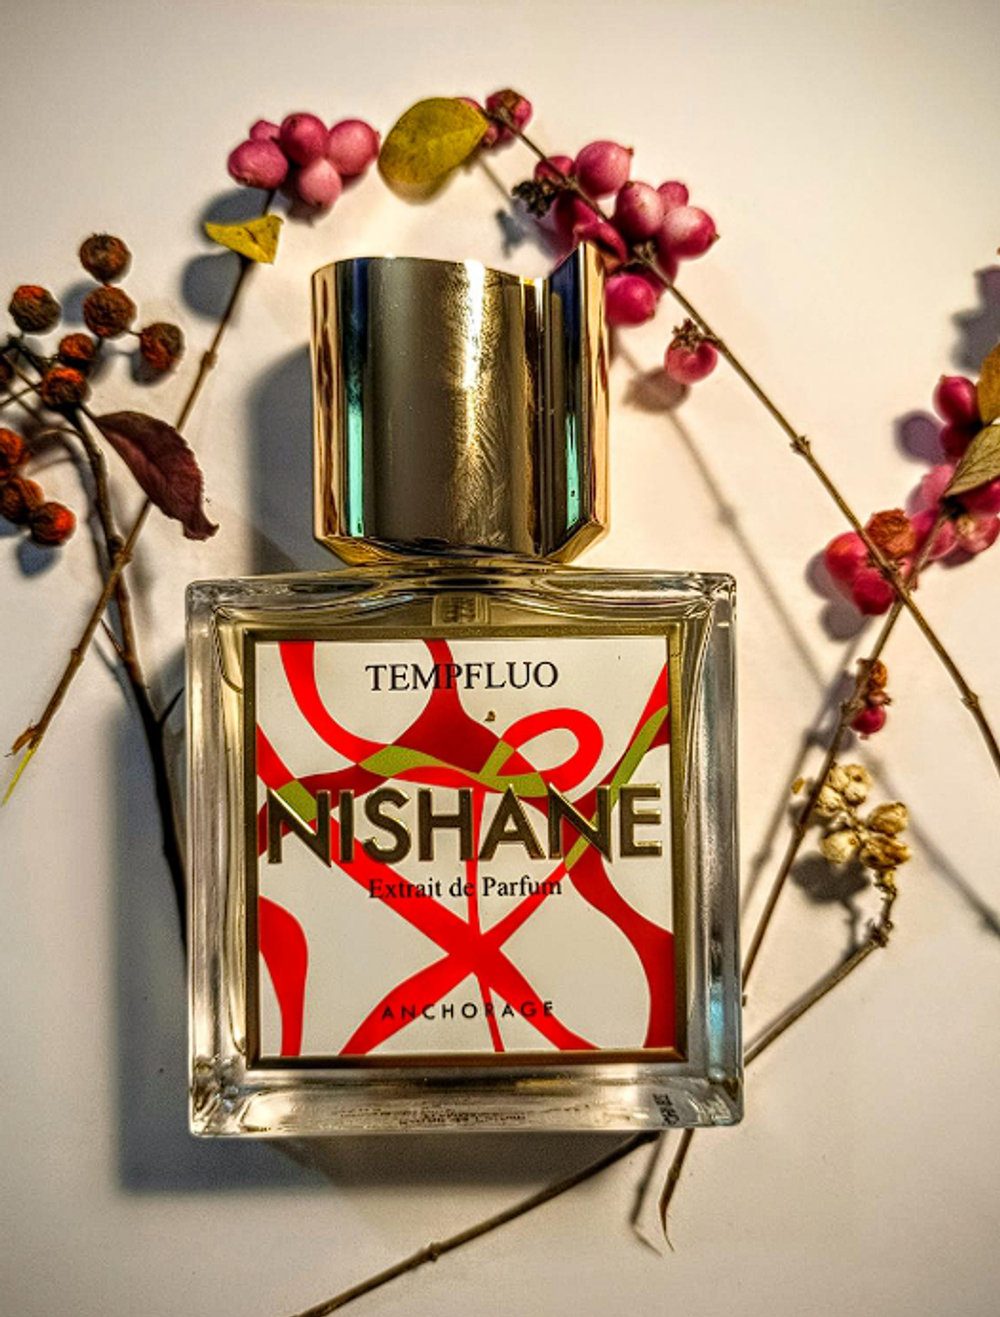 TEMPFLUO
NISHANE
Extrait de Parfum
ANCHORAGE